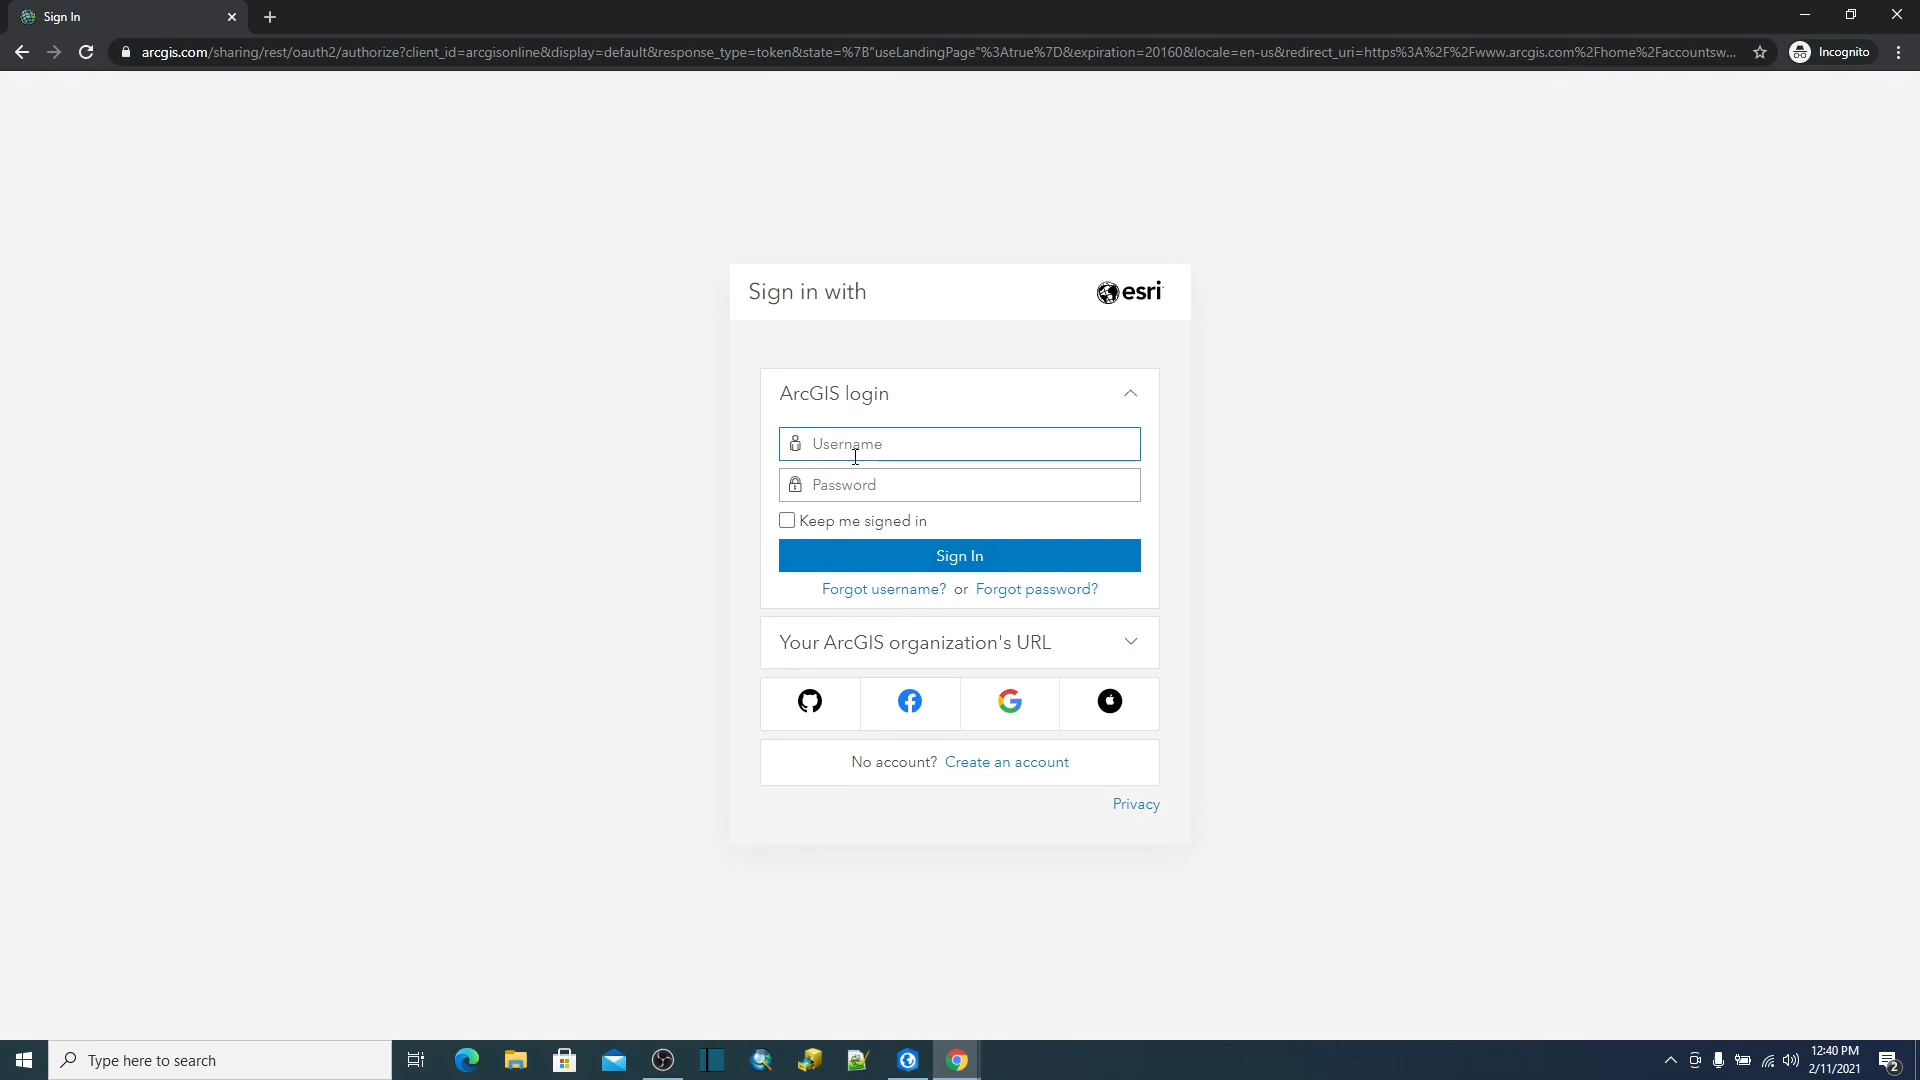 Sign In
arcgis.com/sharing/rest/oauth2/authorize?client_id=arcgisonline&display=default&response_type=token&state=%7B"useLandingPage"%3Atrue%7D&expiration=20160&locale=en-us&redirect_uri=https%3A%2F%2Fwww.arcgis.com%2Fhome%2Faccountsw...
Incognito
Sign in with
esri
ArcGIS login
Username
Password
Keep me signed in
Sign In
Forgot username? or Forgot password?
Your ArcGIS organization's URL
No account? Create an account
Privacy
Type here to search
12:40 PM
2/11/2021
2